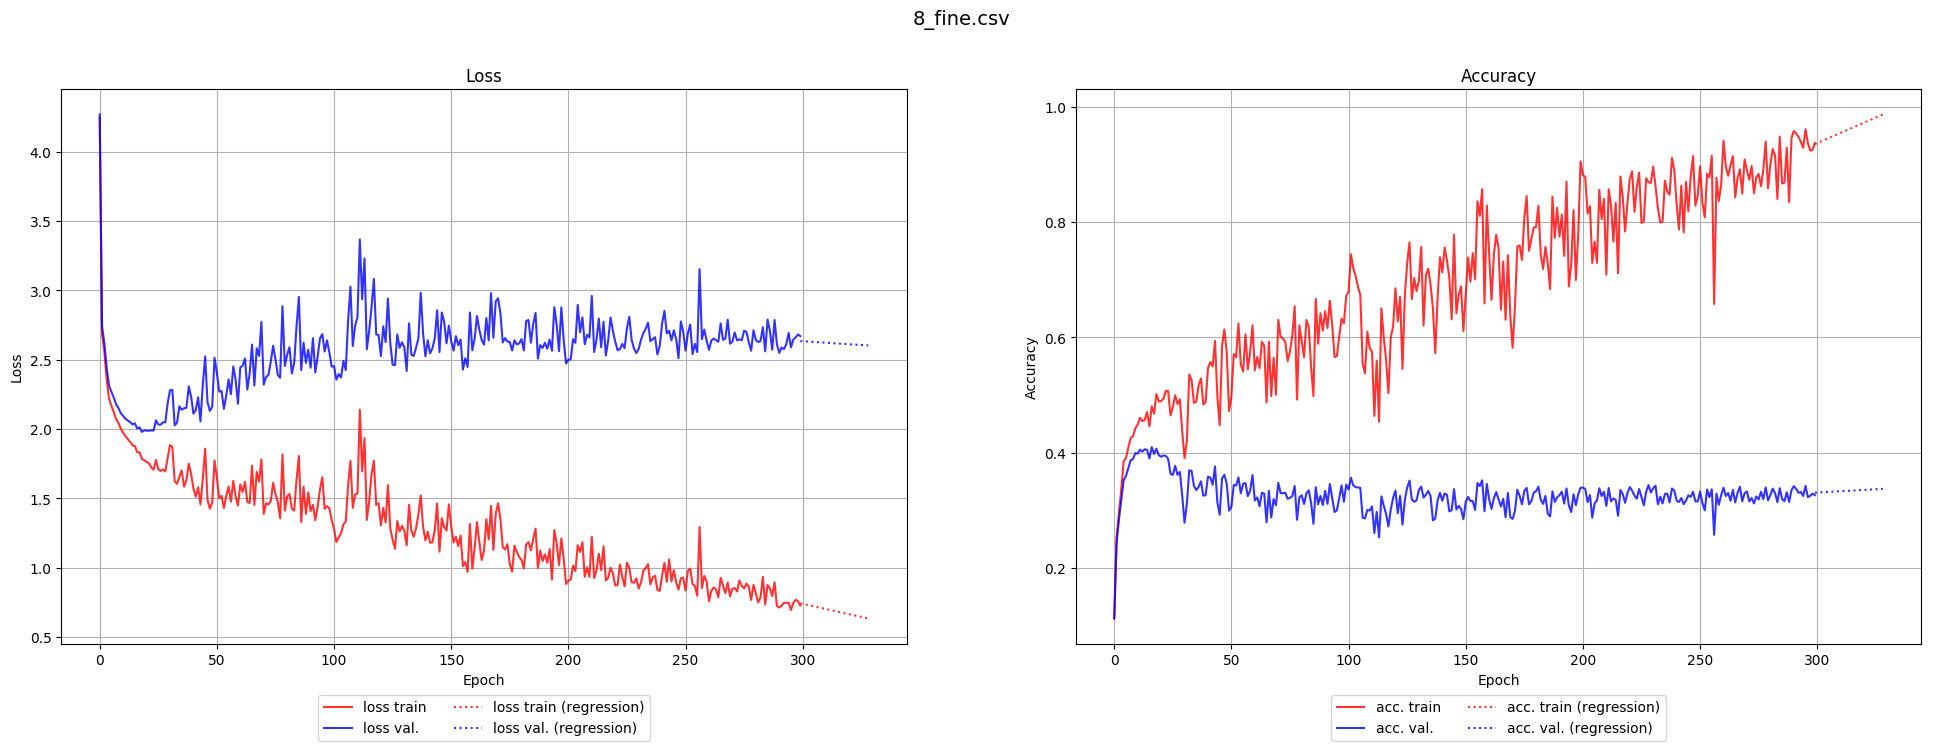 8_fine.csv
Loss
4.0
3.5
3.0
2.5
2.0
1.5
1.0
0.5
Loss
0
50
100
150
200
250
300
Epoch
loss train
loss val.
loss train (regression)
loss val. (regression)
Accuracy
1.0
0.8
0.6
0.4
0.2
Accuracy
0
50
100
150
200
250
300
Epoch
acc. train
acc. val.
acc. train (regression)
acc. val. (regression)